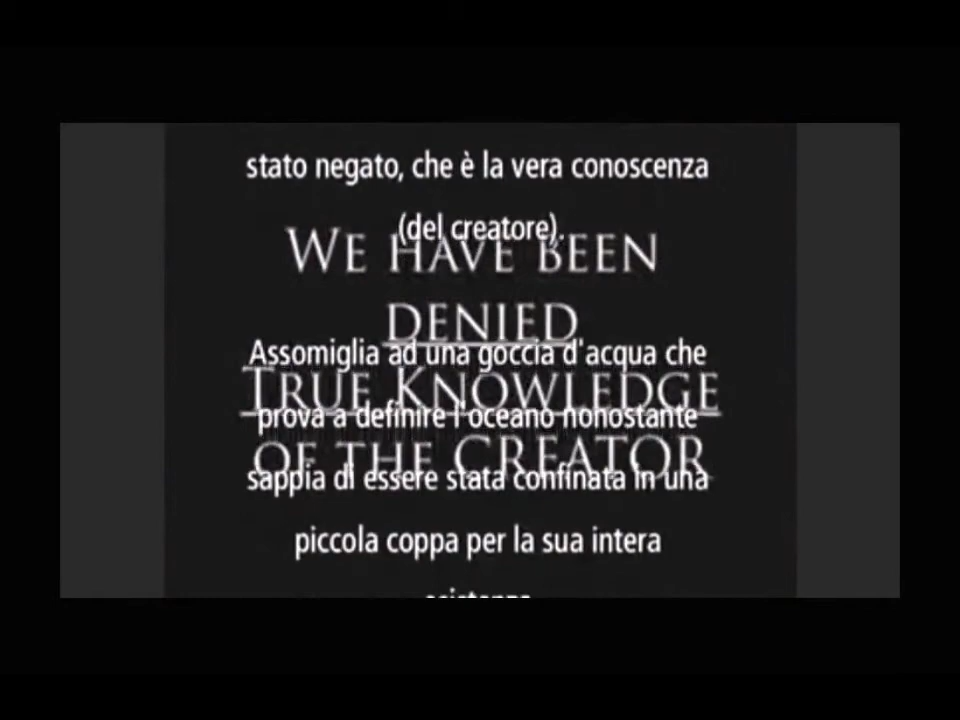 stato negato, che è la vera conoscenza
(del creatore).
WE HAVE BEEN
DENIED
Assomiglia ad una goccia d'acqua che
TRUE KNOWLEDGE
prova a definire l'oceano nonostante
OF THE CREATOR
sappia di essere stata confinata in una
piccola coppa per la sua intera